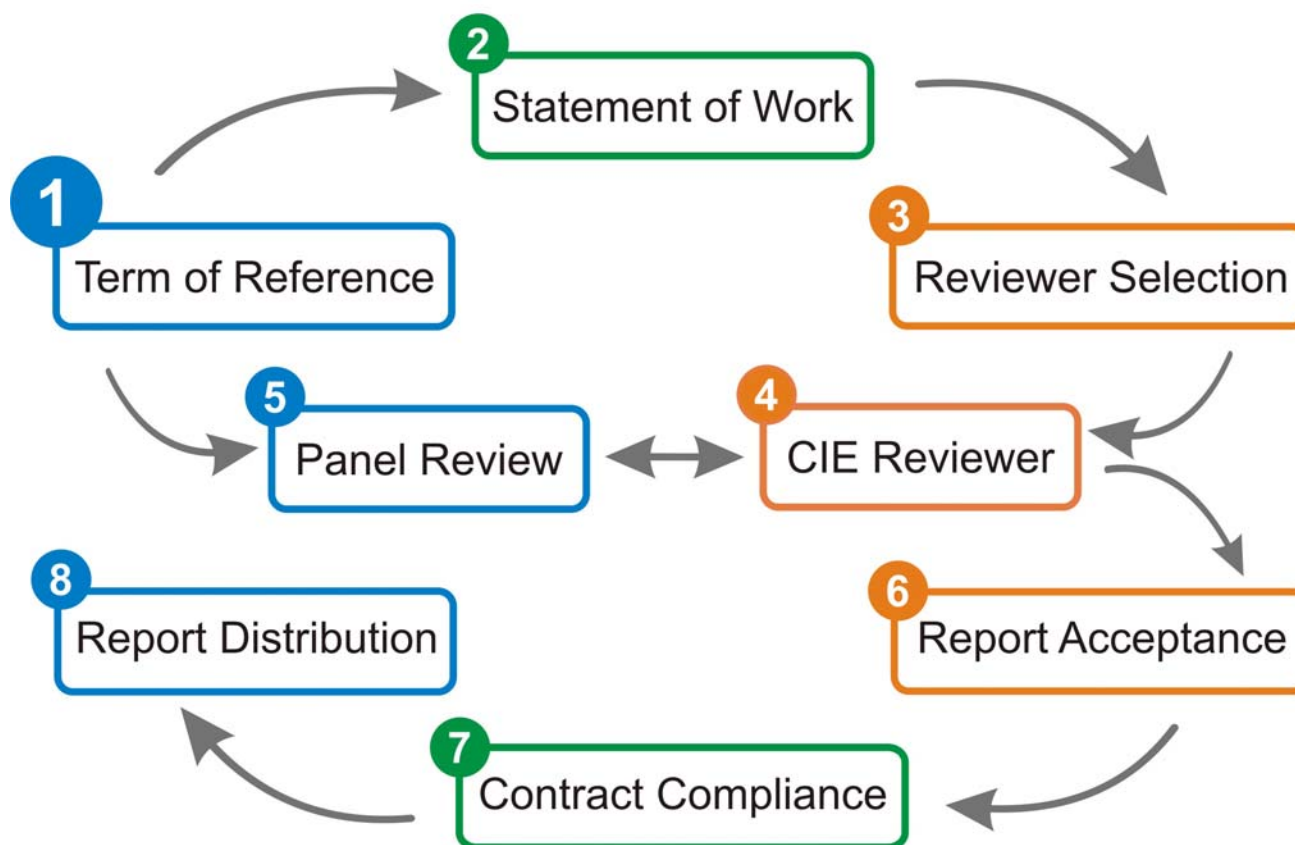 1
Term of Reference
2
Statement of Work
3
Reviewer Selection
4
CIE Reviewer
5
Panel Review
6
Report Acceptance
7
Contract Compliance
8
Report Distribution